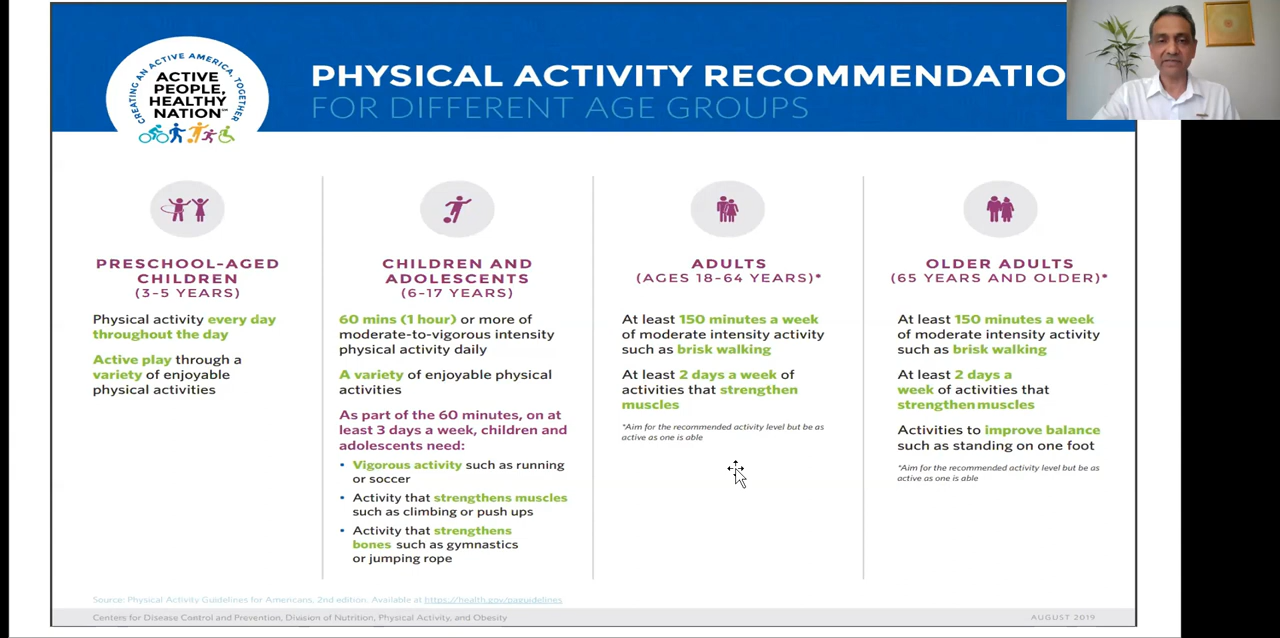 CREATING AN ACTIVE AMERICA, TOGETHER
ACTIVE
PEOPLE,
HEALTHY
NATION™
PHYSICAL ACTIVITY RECOMMENDATIO
FOR DIFFERENT AGE GROUPS
PRESCHOOL-AGED
CHILDREN
(3-5 YEARS)
Physical activity every day
throughout the day
Active play through a
variety of enjoyable
physical activities
CHILDREN AND
ADOLESCENTS
(6-17 YEARS)
60 mins (1 hour) or more of
moderate-to-vigorous intensity
physical activity daily
A variety of enjoyable physical
activities
As part of the 60 minutes, on at
least 3 days a week, children and
adolescents need:
• Vigorous activity such as running
or soccer
• Activity that strengthens muscles
such as climbing or push ups
• Activity that strengthens
bones such as gymnastics
or jumping rope
ADULTS
(AGES 18-64 YEARS)*
At least 150 minutes a week
of moderate intensity activity
such as brisk walking
At least 2 days a week of
activities that strengthen
muscles
*Aim for the recommended activity level but be as
active as one is able
OLDER ADULTS
(65 YEARS AND OLDER)*
At least 150 minutes a week
of moderate intensity activity
such as brisk walking
At least 2 days a
week of activities that
strengthen muscles
Activities to improve balance
such as standing on one foot
*Aim for the recommended activity level but be as
active as one is able
Source: Physical Activity Guidelines for Americans, 2nd edition. Available at https://health.gov/paguidelines
Centers for Disease Control and Prevention, Division of Nutrition, Physical Activity, and Obesity
AUGUST 2019